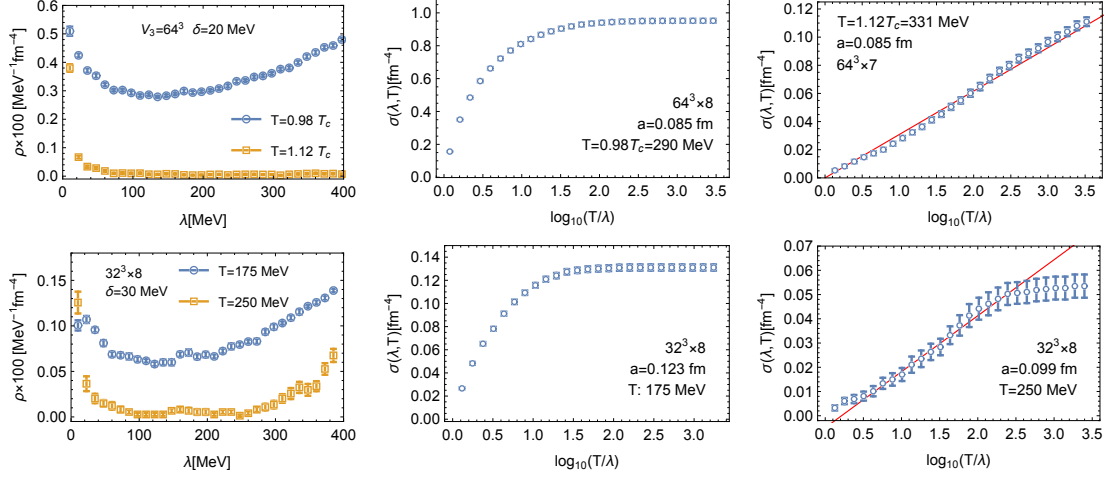 V₃=64³ δ=20 MeV
ρ×100 [MeV⁻¹fm⁻⁴]
0.6
0.5
0.4
0.3
0.2
0.1
0.0
T=0.98 T_c
T=1.12 T_c
0 100 200 300 400
λ[MeV]
σ(λ,T)[fm⁻⁴]
1.0
0.8
0.6
0.4
0.2
0.0
64³×8
a=0.085 fm
T=0.98T_c=290 MeV
0.0 0.5 1.0 1.5 2.0 2.5 3.0 3.5
log₁₀(T/λ)
σ(λ,T)[fm⁻⁴]
0.12
0.10
0.08
0.06
0.04
0.02
0.00
T=1.12T_c=331 MeV
a=0.085 fm
64³×7
0.0 0.5 1.0 1.5 2.0 2.5 3.0 3.5
log₁₀(T/λ)
ρ×100 [MeV⁻¹fm⁻⁴]
0.15
0.10
0.05
0.00
32³×8
δ=30 MeV
T=175 MeV
T=250 MeV
0 100 200 300 400
λ[MeV]
σ(λ,T)[fm⁻⁴]
0.14
0.12
0.10
0.08
0.06
0.04
0.02
0.00
32³×8
a=0.123 fm
T: 175 MeV
0.0 0.5 1.0 1.5 2.0 2.5 3.0
log₁₀(T/λ)
σ(λ,T)[fm⁻⁴]
0.07
0.06
0.05
0.04
0.03
0.02
0.01
0.00
32³×8
a=0.099 fm
T=250 MeV
0.0 0.5 1.0 1.5 2.0 2.5 3.0 3.5
log₁₀(T/λ)